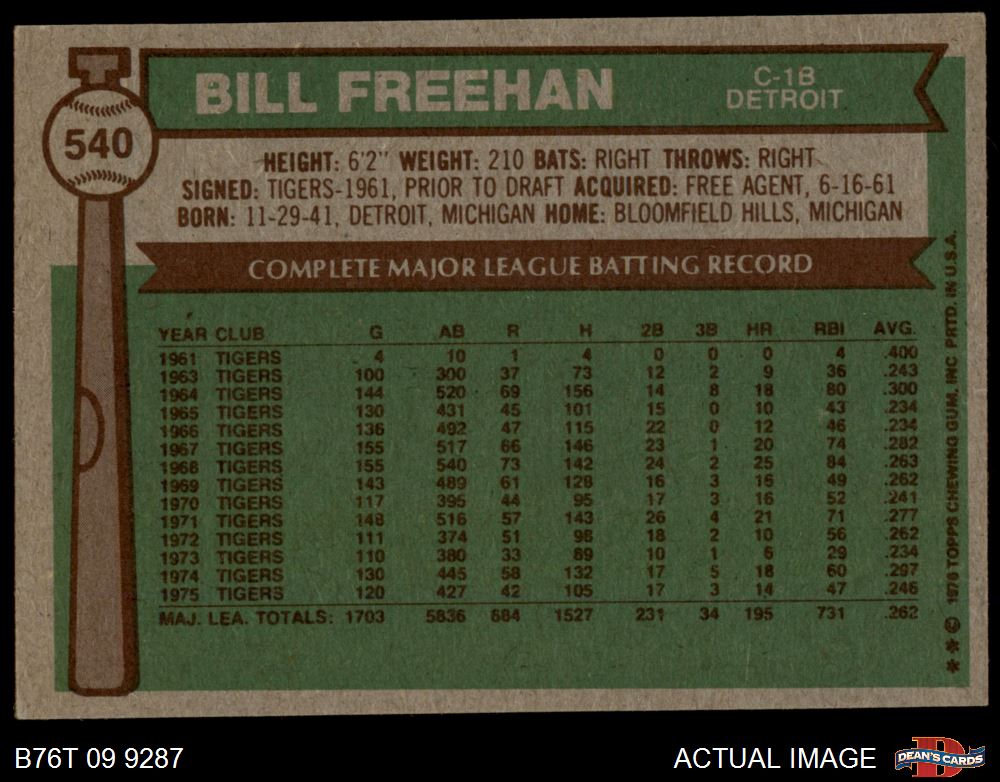 BILL FREEHAN
C-1B
DETROIT
540
HEIGHT: 6'2" WEIGHT: 210 BATS: RIGHT THROWS: RIGHT
SIGNED: TIGERS-1961, PRIOR TO DRAFT ACQUIRED: FREE AGENT, 6-16-61
BORN: 11-29-41, DETROIT, MICHIGAN HOME: BLOOMFIELD HILLS, MICHIGAN
COMPLETE MAJOR LEAGUE BATTING RECORD
YEAR CLUB G AB R H 2B 3B HR RBI AVG.
1961 TIGERS 4 10 1 4 0 0 0 4 .400
1963 TIGERS 100 300 37 73 12 2 9 36 .243
1964 TIGERS 144 520 69 156 14 8 18 80 .300
1965 TIGERS 130 431 45 101 15 0 10 43 .234
1966 TIGERS 136 492 47 115 22 0 12 46 .234
1967 TIGERS 155 517 66 146 23 1 20 74 .282
1968 TIGERS 155 540 73 142 24 2 25 84 .263
1969 TIGERS 143 489 61 128 16 3 16 49 .262
1970 TIGERS 117 395 44 95 17 3 16 52 .241
1971 TIGERS 148 516 57 143 26 4 21 71 .277
1972 TIGERS 111 374 51 98 18 2 10 56 .262
1973 TIGERS 110 380 33 89 10 1 6 29 .234
1974 TIGERS 130 445 58 132 17 5 18 60 .297
1975 TIGERS 120 427 42 105 17 3 14 47 .246
MAJ. LEA. TOTALS: 1703 5836 684 1527 231 34 195 731 .262
**© 1976 TOPPS CHEWING GUM, INC PRTD. IN U.S.A.
B76T 09 9287
ACTUAL IMAGE
D
DEAN'S CARDS